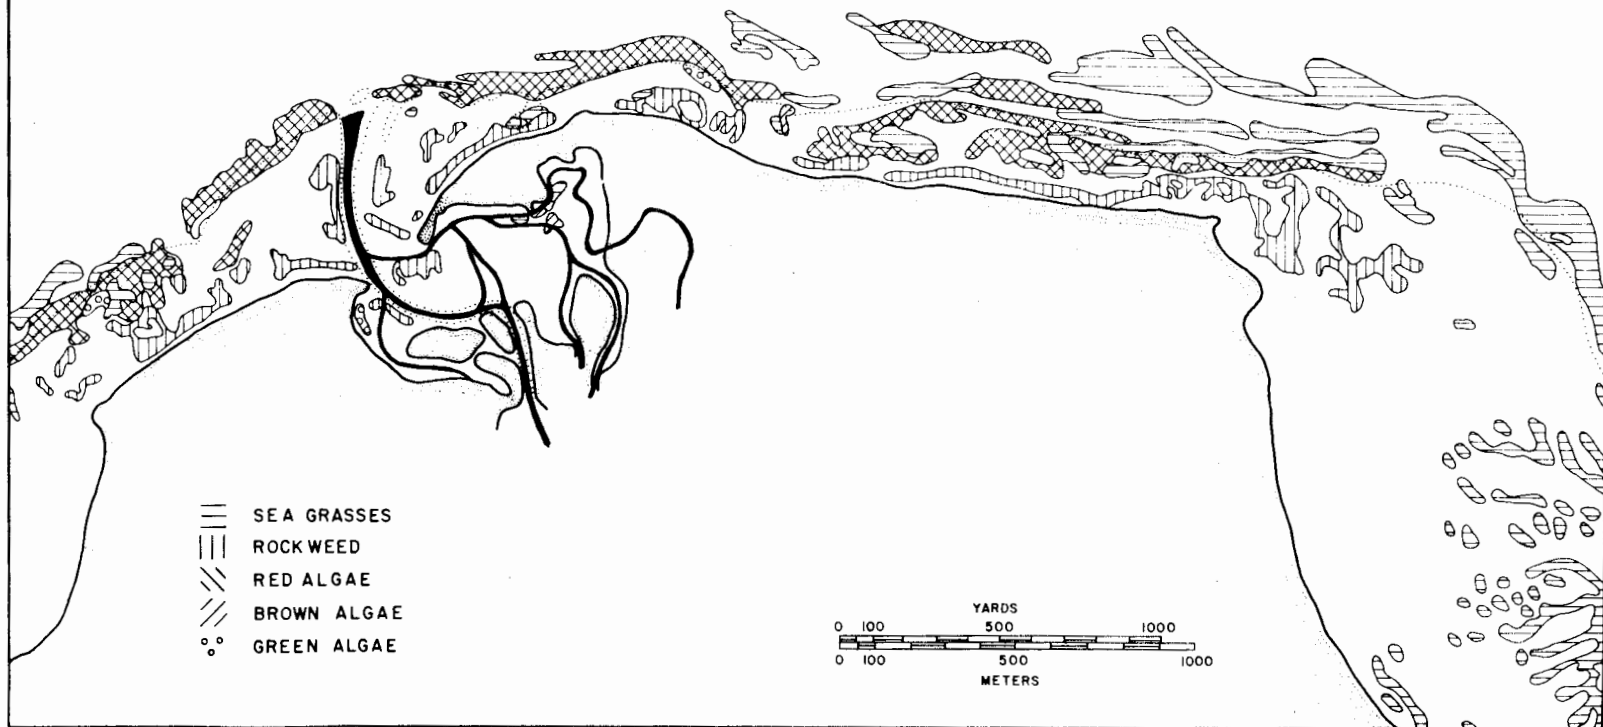 SEA GRASSES
ROCKWEED
RED ALGAE
BROWN ALGAE
GREEN ALGAE
YARDS
0 100 500 1000
0 100 500 1000
METERS